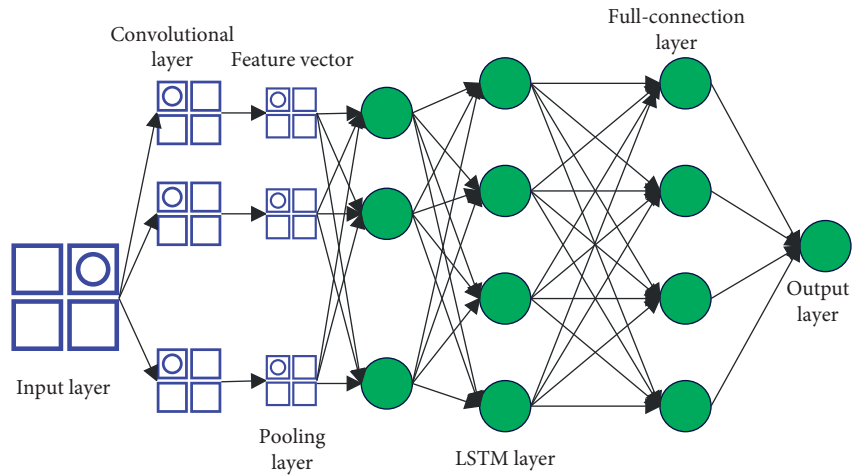 Convolutional
layer
Feature vector
Full-connection
layer
Input layer
Pooling
layer
LSTM layer
Output
layer